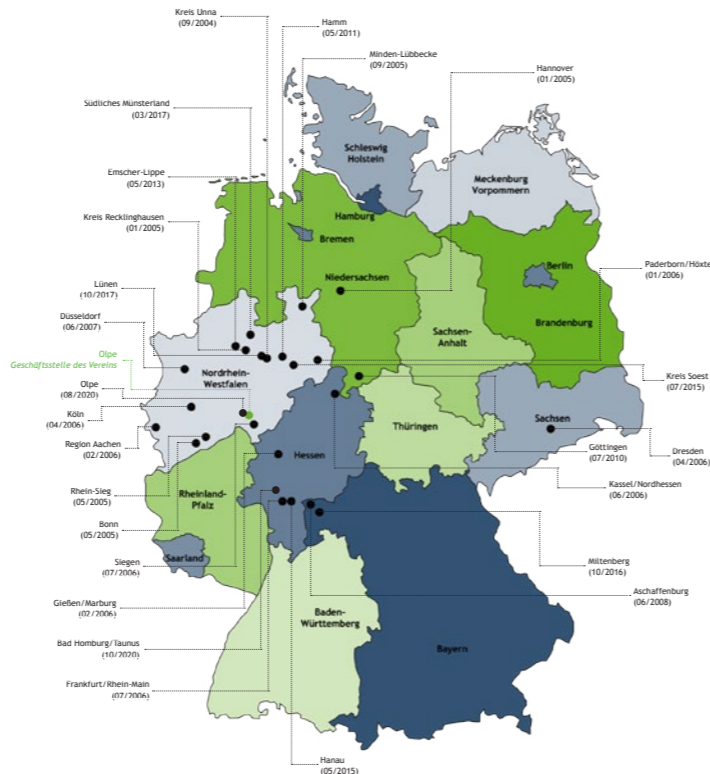 Kreis Unna
(09/2004)
Hamm
(05/2011)
Minden-Lübbecke
(09/2005)
Hannover
(01/2005)
Südliches Münsterland
(03/2017)
Emscher-Lippe
(05/2013)
Kreis Recklinghausen
(01/2005)
Lünen
(10/2017)
Düsseldorf
(06/2007)
Olpe
Geschäftsstelle des Vereins
Olpe
(08/2020)
Köln
(04/2006)
Region Aachen
(02/2006)
Rhein-Sieg
(05/2005)
Bonn
(05/2005)
Siegen
(07/2006)
Gießen/Marburg
(02/2006)
Bad Homburg/Taunus
(10/2020)
Frankfurt/Rhein-Main
(07/2006)
Hanau
(05/2015)
Paderborn/Höxte
(01/2006)
Kreis Soest
(07/2015)
Göttingen
(07/2010)
Dresden
(04/2006)
Kassel/Nordhessen
(06/2006)
Miltenberg
(10/2016)
Aschaffenburg
(06/2008)
Schleswig
Holstein
Meckenburg
Vorpommern
Hamburg
Bremen
Niedersachsen
Berlin
Brandenburg
Sachsen-
Anhalt
Nordrhein-
Westfalen
Sachsen
Thüringen
Hessen
Rheinland-
Pfalz
Saarland
Baden-
Württemberg
Bayern